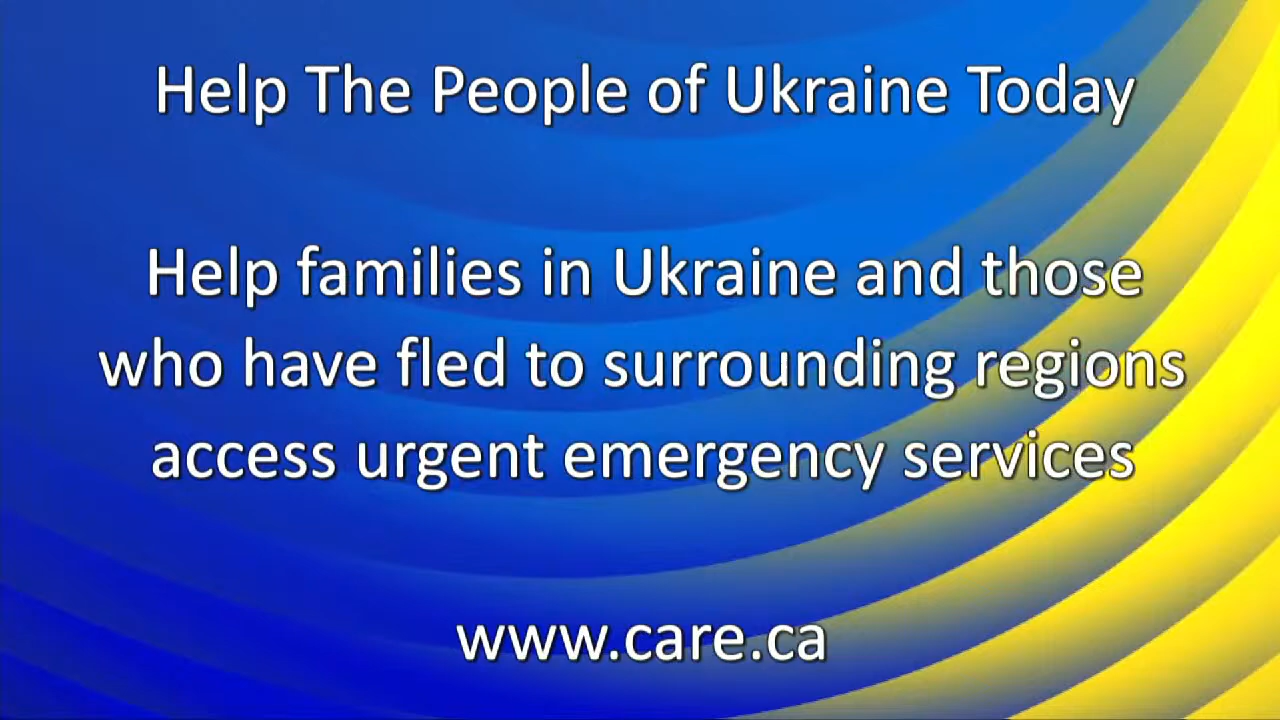 Help The People of Ukraine Today
Help families in Ukraine and those
who have fled to surrounding regions
access urgent emergency services
www.care.ca